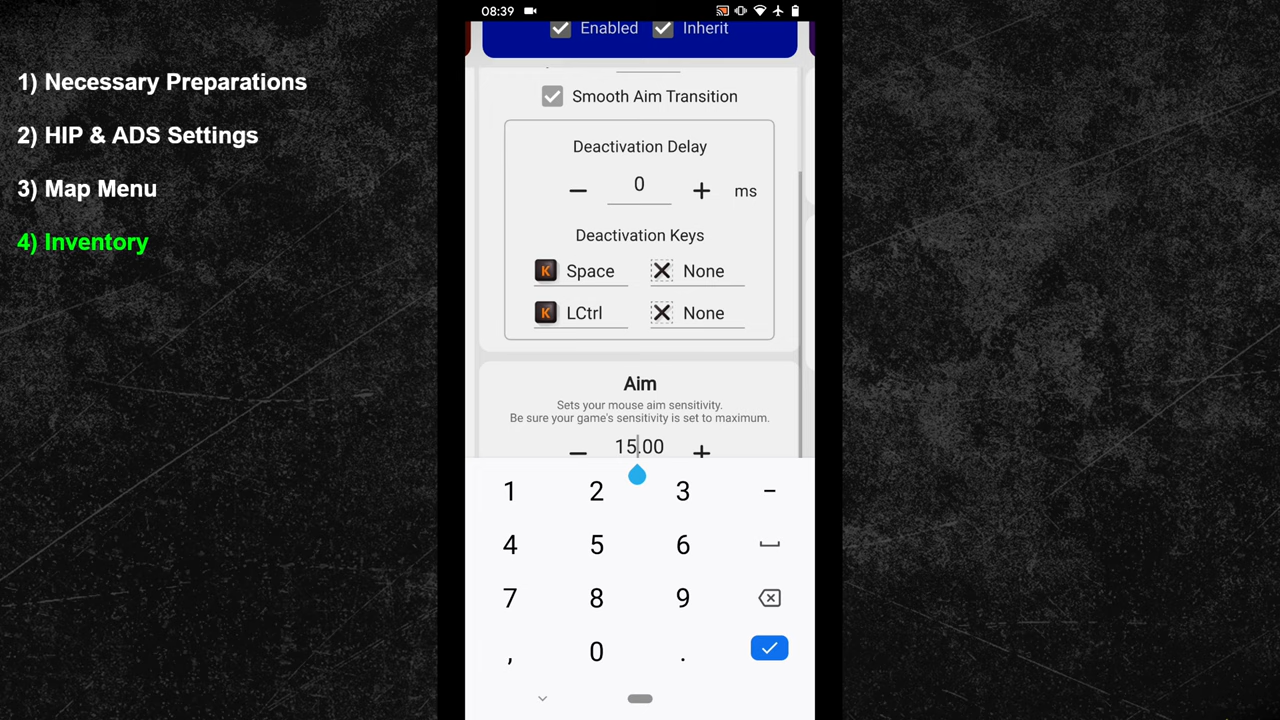 1) Necessary Preparations
2) HIP & ADS Settings
3) Map Menu
4) Inventory
08:39
Enabled Inherit
Smooth Aim Transition
Deactivation Delay
0 ms
Deactivation Keys
K Space None
K LCtrl None
Aim
Sets your mouse aim sensitivity.
Be sure your game's sensitivity is set to maximum.
− 15.00 +
1 2 3 −
4 5 6
7 8 9
, 0 .